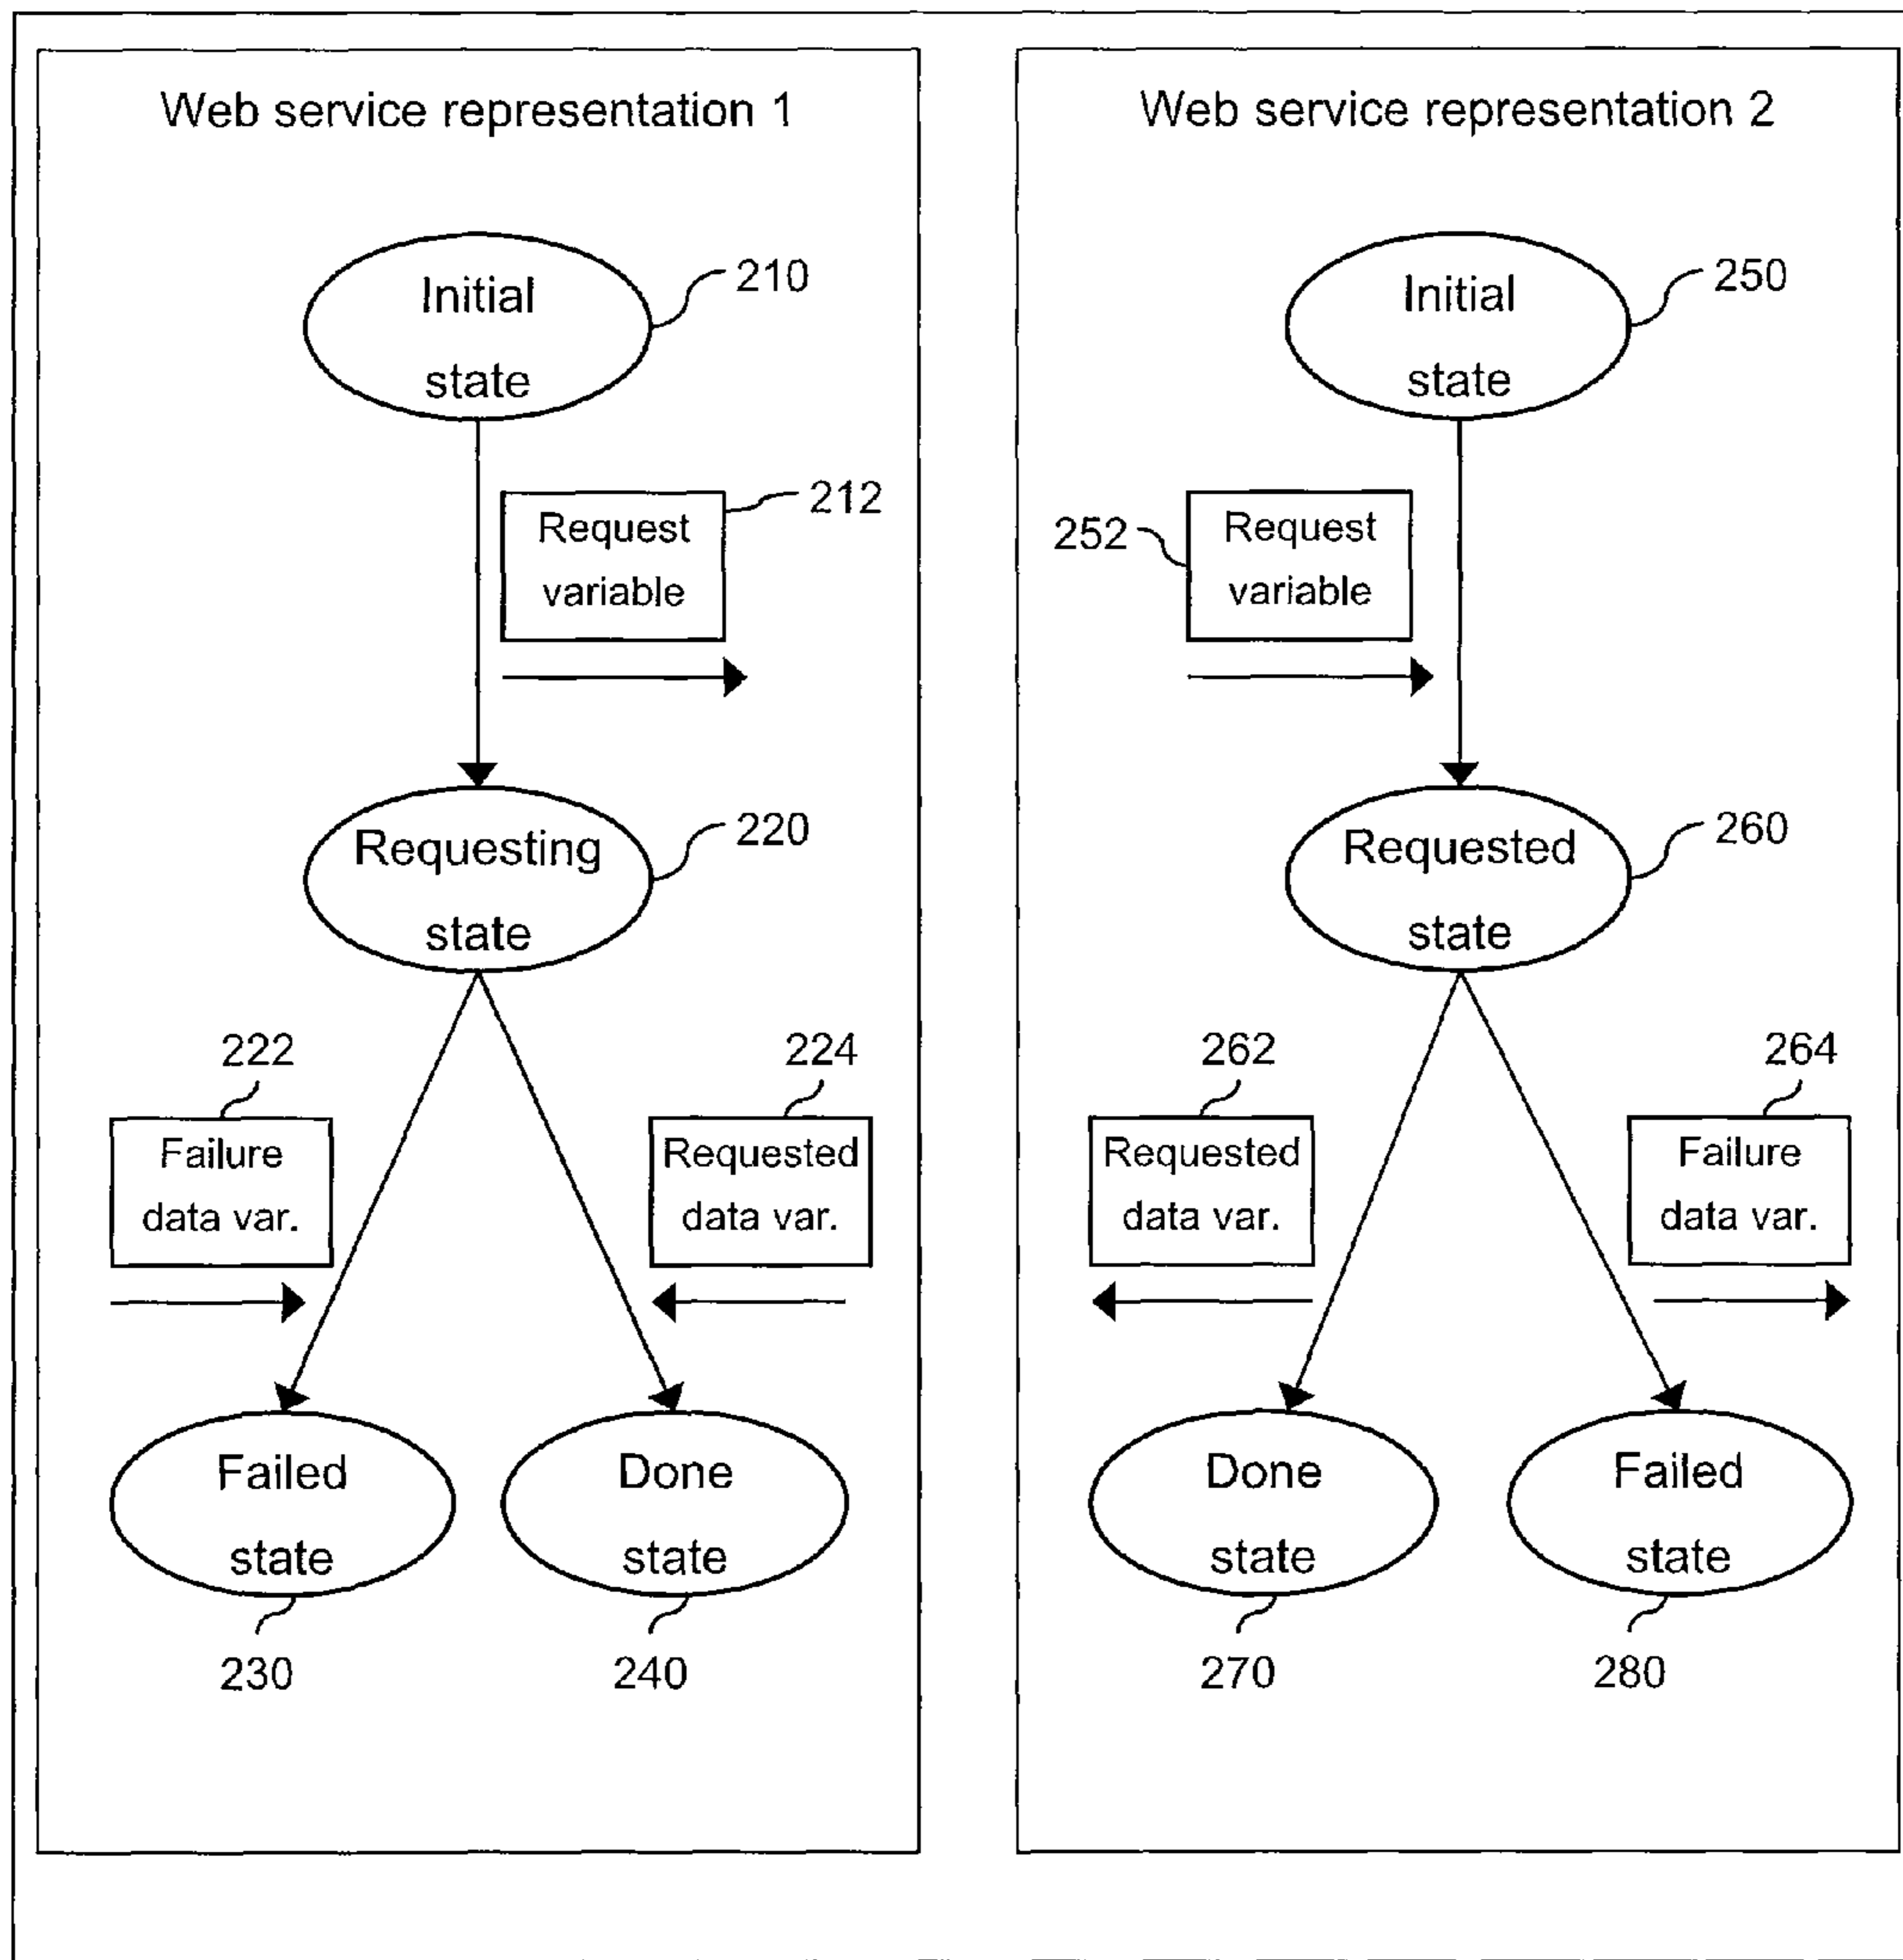 Web service representation 1
Initial
state
210
Request
variable
212
Requesting
state
220
222
224
Failure
data var.
Requested
data var.
Failed
state
Done
state
230
240
Web service representation 2
Initial
state
250
252
Request
variable
Requested
state
260
262
264
Requested
data var.
Failure
data var.
Done
state
Failed
state
270
280